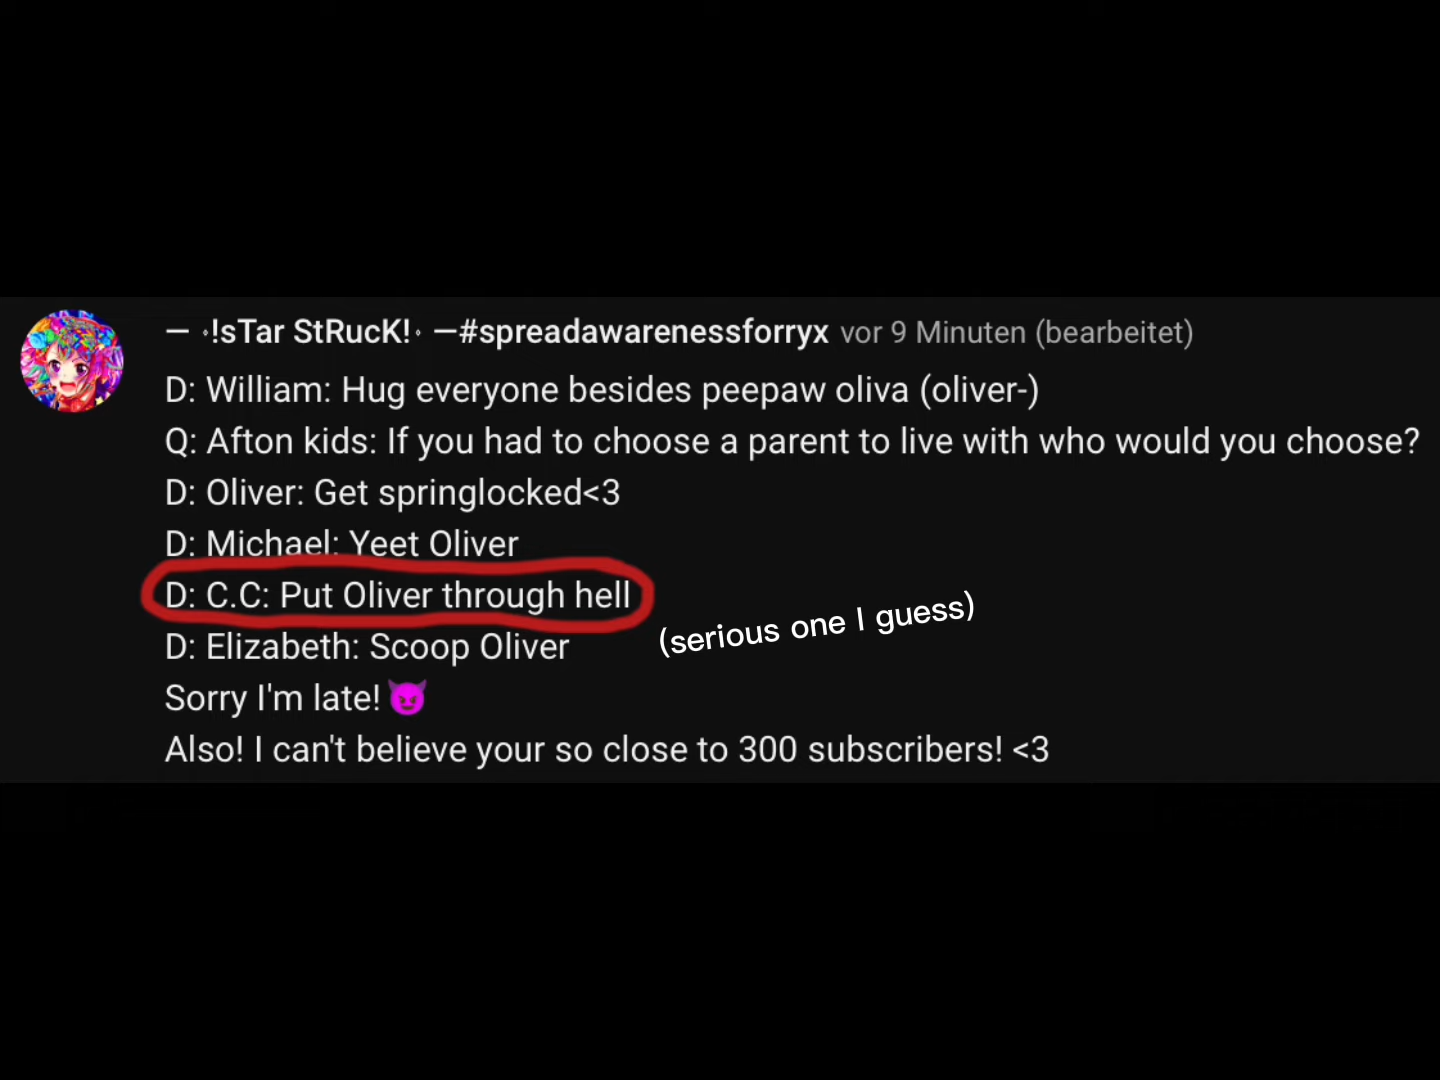 — ⬞!sTar StRucK!⬞ —#spreadawarenessforryx vor 9 Minuten (bearbeitet)
D: William: Hug everyone besides peepaw oliva (oliver-)
Q: Afton kids: If you had to choose a parent to live with who would you choose?
D: Oliver: Get springlocked<3
D: Michael: Yeet Oliver
D: C.C: Put Oliver through hell
(serious one I guess)
D: Elizabeth: Scoop Oliver
Sorry I'm late! 😈
Also! I can't believe your so close to 300 subscribers! <3